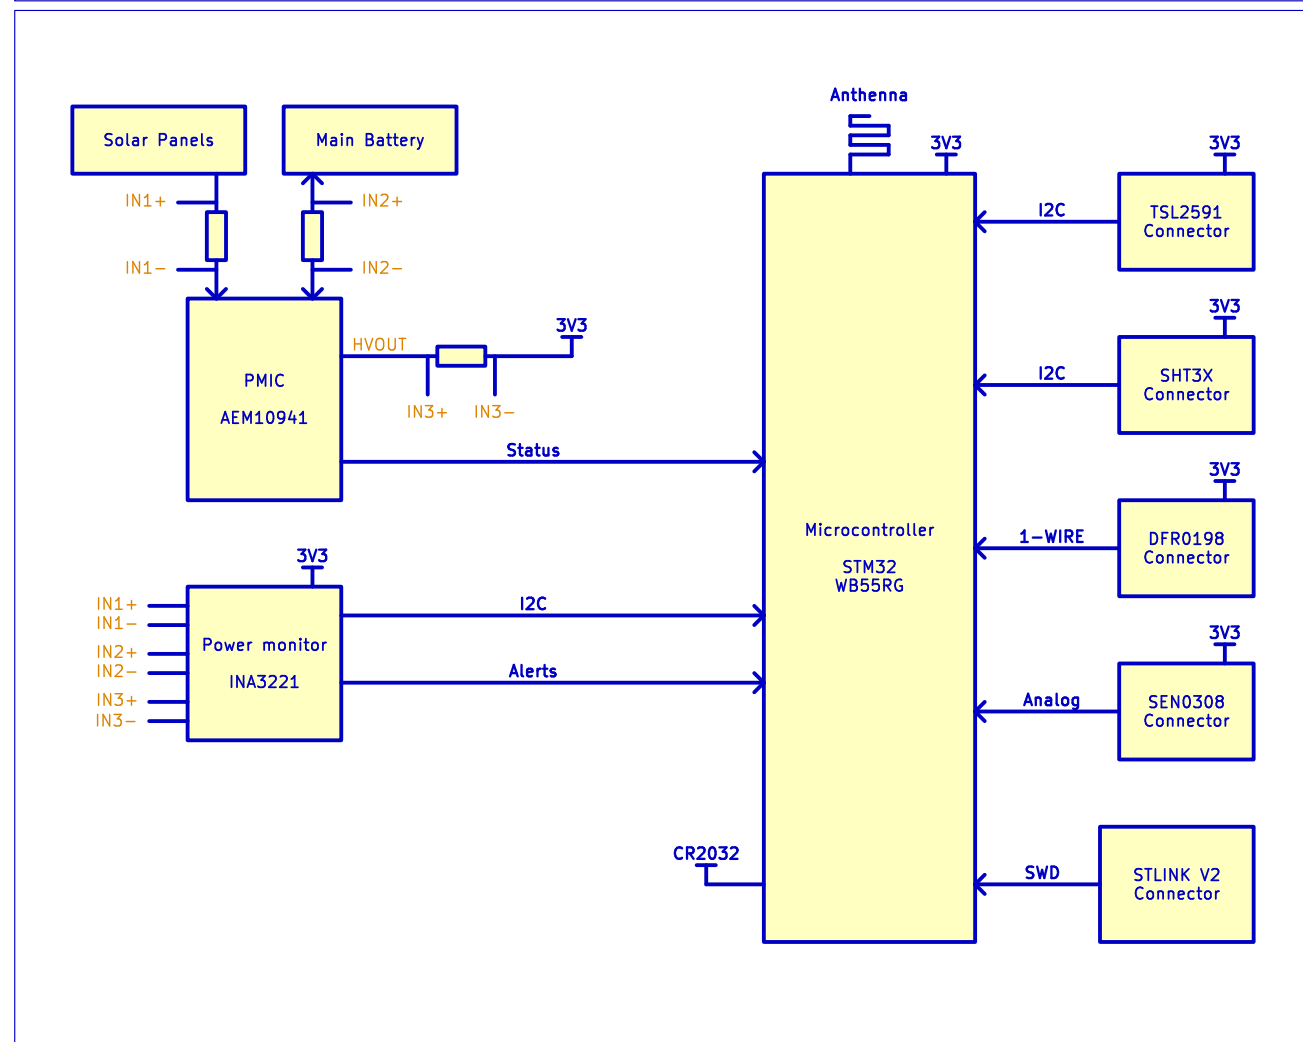 Anthenna
Solar Panels
Main Battery
3V3
3V3
IN1+
IN2+
I2C
TSL2591
Connector
IN1-
IN2-
3V3
3V3
HVOUT
PMIC
AEM10941
IN3+
IN3-
I2C
SHT3X
Connector
Status
3V3
Microcontroller
STM32
WB55RG
1-WIRE
DFR0198
Connector
3V3
IN1+
IN1-
IN2+
IN2-
IN3+
IN3-
Power monitor
INA3221
I2C
Alerts
3V3
Analog
SEN0308
Connector
CR2032
SWD
STLINK V2
Connector